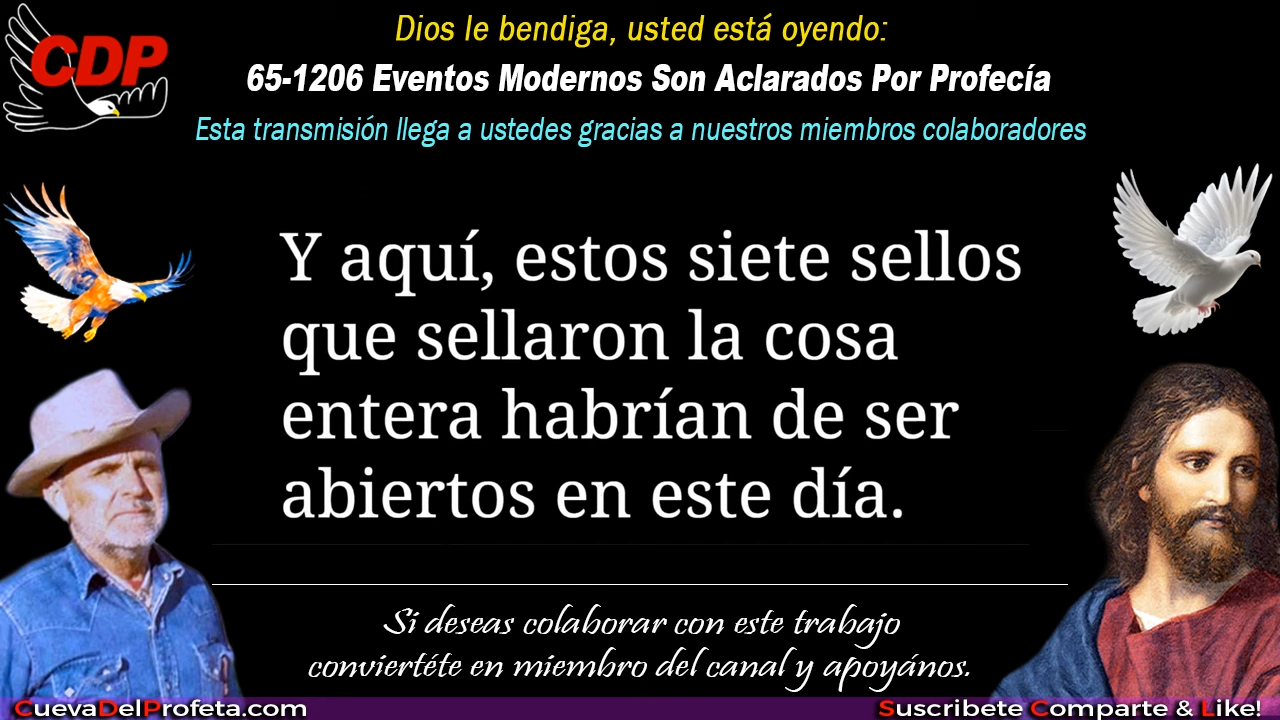 CDP
Dios le bendiga, usted está oyendo:
65-1206 Eventos Modernos Son Aclarados Por Profecía
Esta transmisión llega a ustedes gracias a nuestros miembros colaboradores
Y aquí, estos siete sellos
que sellaron la cosa
entera habrían de ser
abiertos en este día.
Si deseas colaborar con este trabajo
conviertéte en miembro del canal y apoyános.
CuevaDelProfeta.com
Suscribete Comparte & Like!